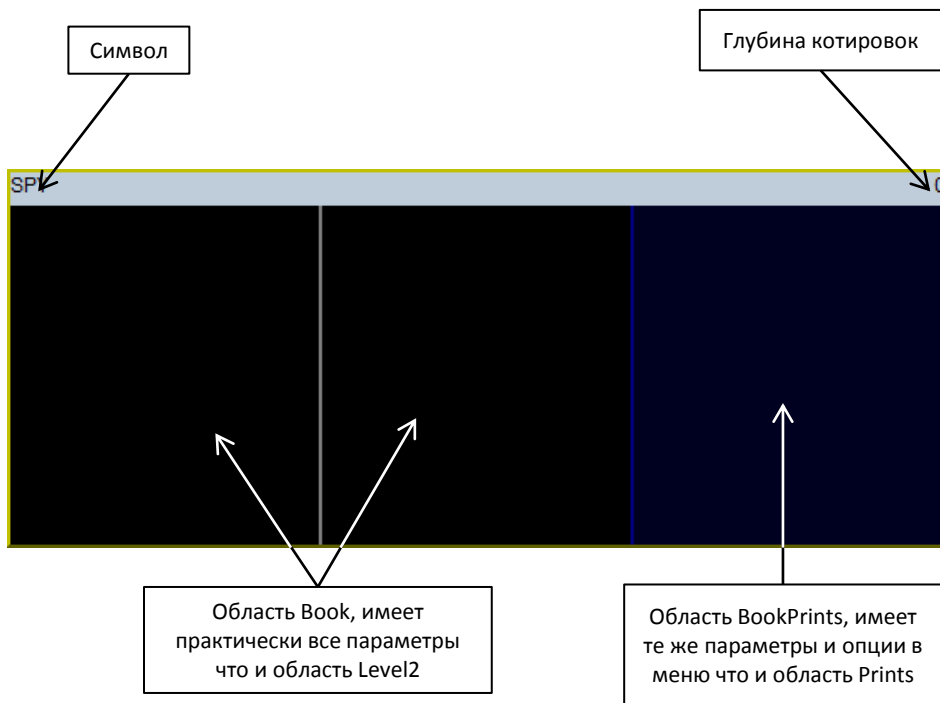 Символ
Глубина котировок
SPY
0
Область Book, имеет
практически все параметры
что и область Level2
Область BookPrints, имеет
те же параметры и опции в
меню что и область Prints